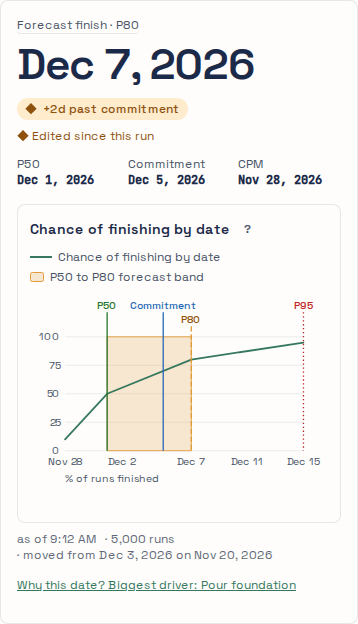 Forecast finish · P80
Dec 7, 2026
+2d past commitment
Edited since this run
P50 Commitment CPM
Dec 1, 2026 Dec 5, 2026 Nov 28, 2026
Chance of finishing by date ?
Chance of finishing by date
P50 to P80 forecast band
P50 Commitment P95
P80
100
75
50
25
0
Nov 28 Dec 2 Dec 7 Dec 11 Dec 15
% of runs finished
as of 9:12 AM · 5,000 runs
· moved from Dec 3, 2026 on Nov 20, 2026
Why this date? Biggest driver: Pour foundation